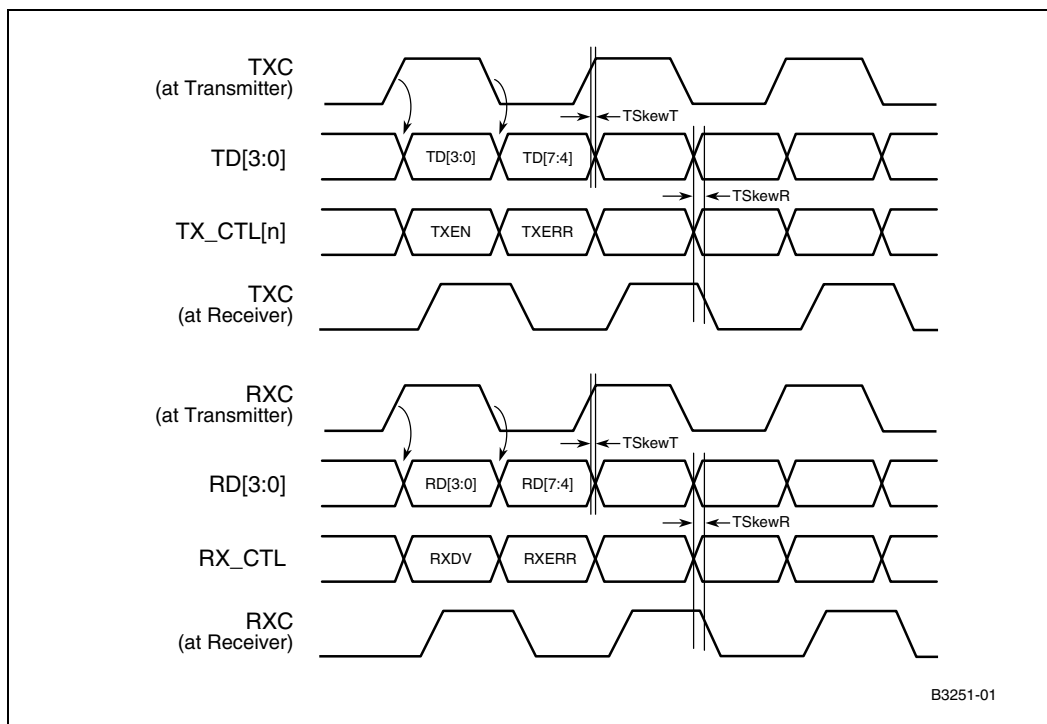 TXC
(at Transmitter)
TSkewT
TD[3:0]
TD[3:0]
TD[7:4]
TSkewR
TX_CTL[n]
TXEN
TXERR
TXC
(at Receiver)
RXC
(at Transmitter)
TSkewT
RD[3:0]
RD[3:0]
RD[7:4]
TSkewR
RX_CTL
RXDV
RXERR
RXC
(at Receiver)
B3251-01